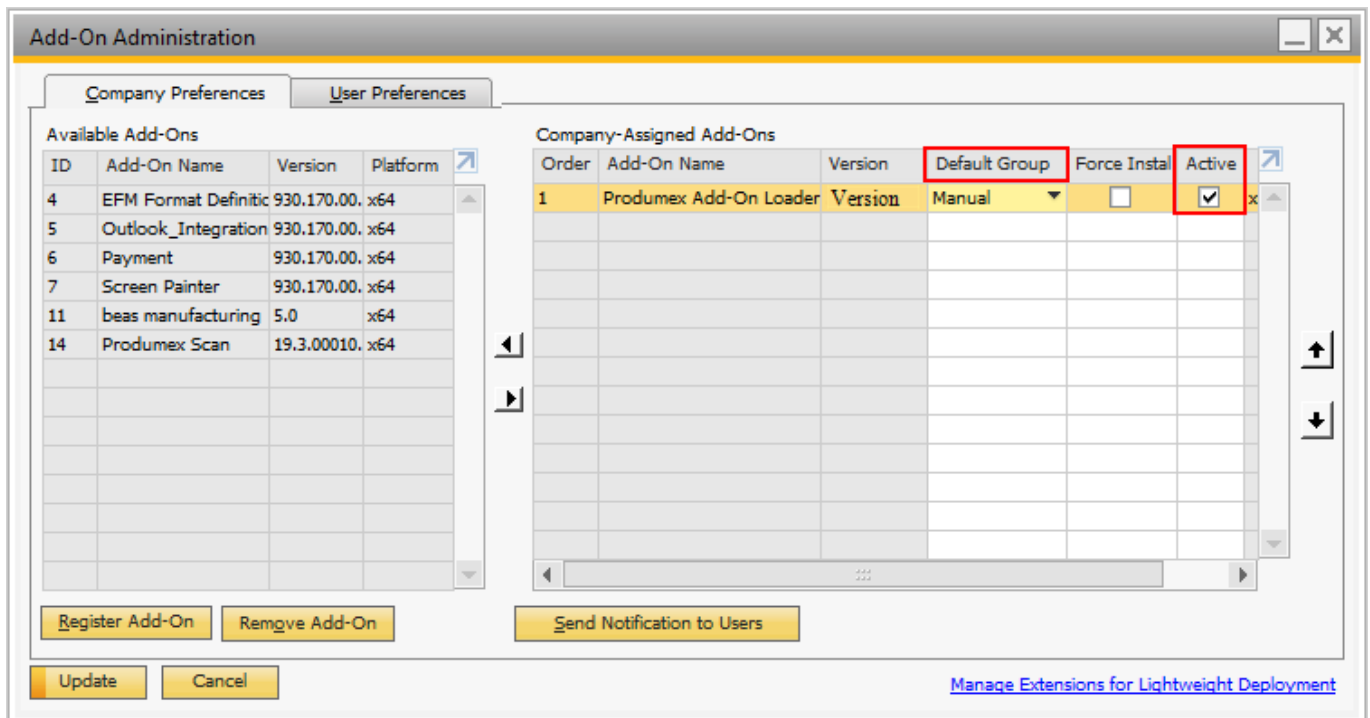 Add-On Administration
Company Preferences
User Preferences
Available Add-Ons
ID Add-On Name Version Platform
4 EFM Format Definitic 930.170.00. x64
5 Outlook_Integration 930.170.00. x64
6 Payment 930.170.00. x64
7 Screen Painter 930.170.00. x64
11 beas manufacturing 5.0 x64
14 Produmex Scan 19.3.00010. x64
Company-Assigned Add-Ons
Order Add-On Name Version Default Group Force Instal Active
1 Produmex Add-On Loader Version Manual x
Register Add-On
Remove Add-On
Send Notification to Users
Update
Cancel
Manage Extensions for Lightweight Deployment